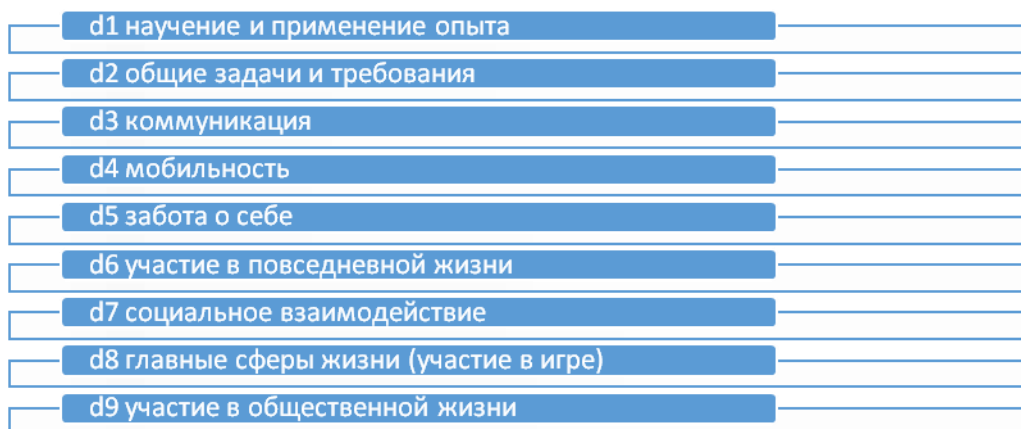 d1 научение и применение опыта
d2 общие задачи и требования
d3 коммуникация
d4 мобильность
d5 забота о себе
d6 участие в повседневной жизни
d7 социальное взаимодействие
d8 главные сферы жизни (участие в игре)
d9 участие в общественной жизни